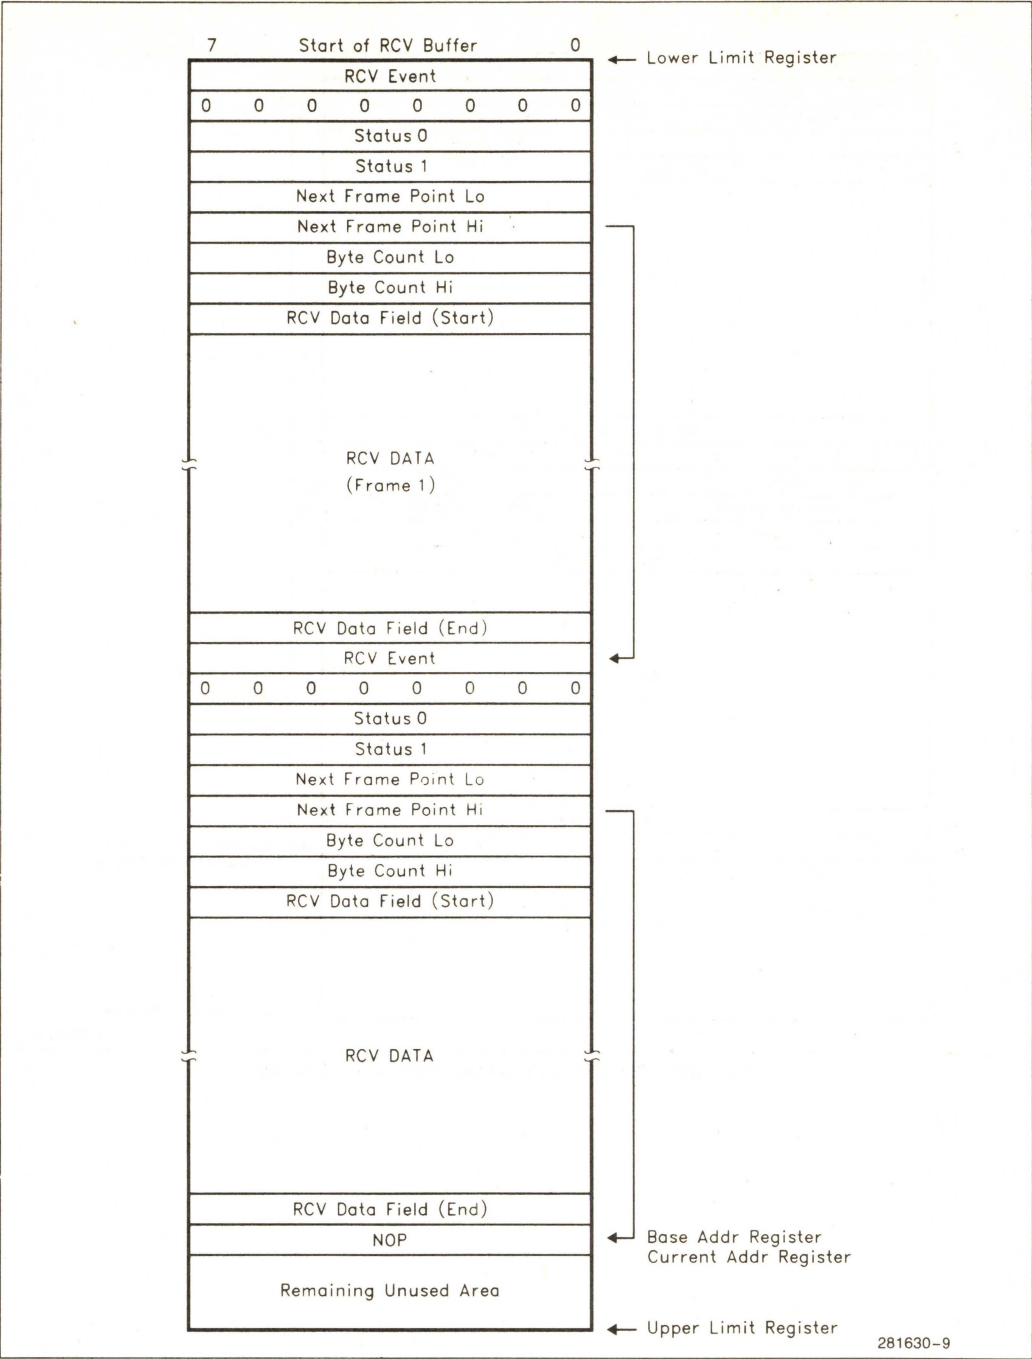 7 Start of RCV Buffer 0
Lower Limit Register
RCV Event
0 0 0 0 0 0 0 0
Status 0
Status 1
Next Frame Point Lo
Next Frame Point Hi
Byte Count Lo
Byte Count Hi
RCV Data Field (Start)
RCV DATA
(Frame 1)
RCV Data Field (End)
RCV Event
0 0 0 0 0 0 0 0
Status 0
Status 1
Next Frame Point Lo
Next Frame Point Hi
Byte Count Lo
Byte Count Hi
RCV Data Field (Start)
RCV DATA
RCV Data Field (End)
NOP
Base Addr Register
Current Addr Register
Remaining Unused Area
Upper Limit Register
281630-9